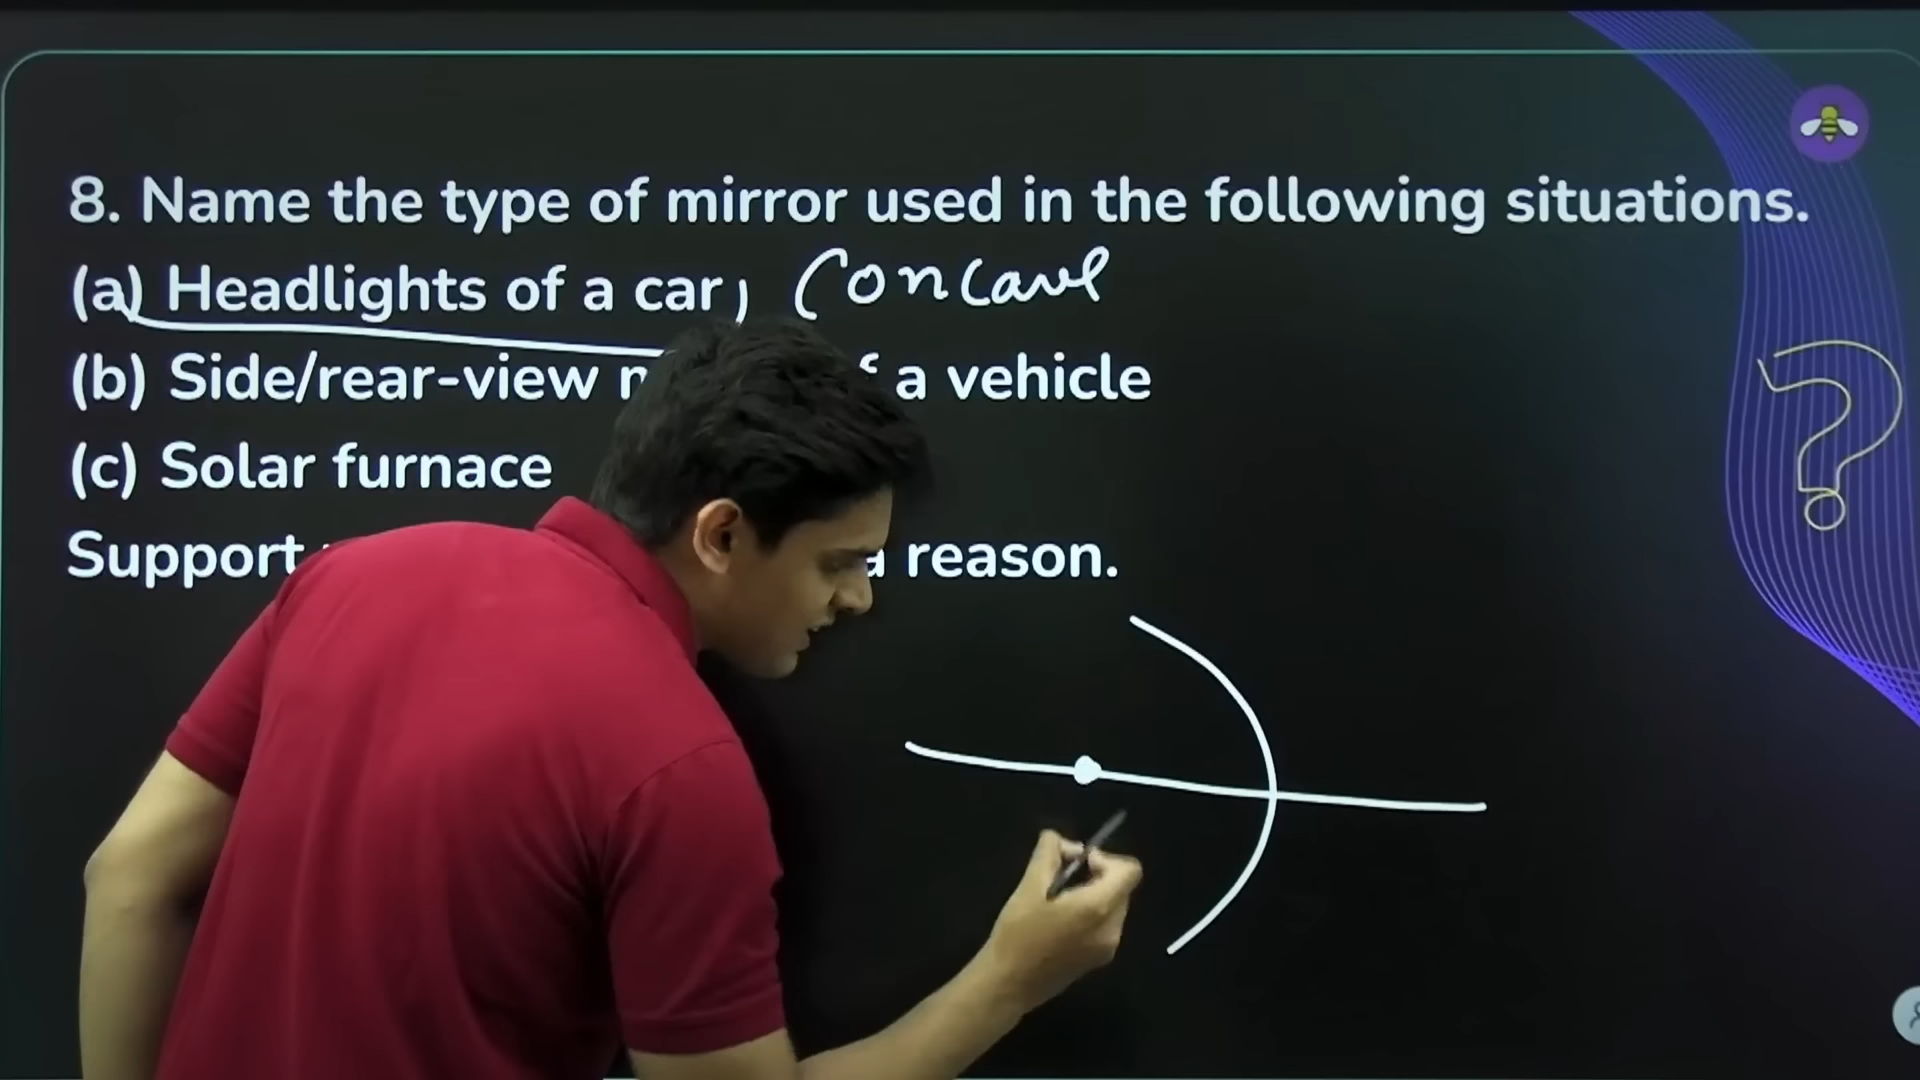 8. Name the type of mirror used in the following situations.
(a) Headlights of a car, Concave
(b) Side/rear-view a vehicle
(c) Solar furnace
Support reason.